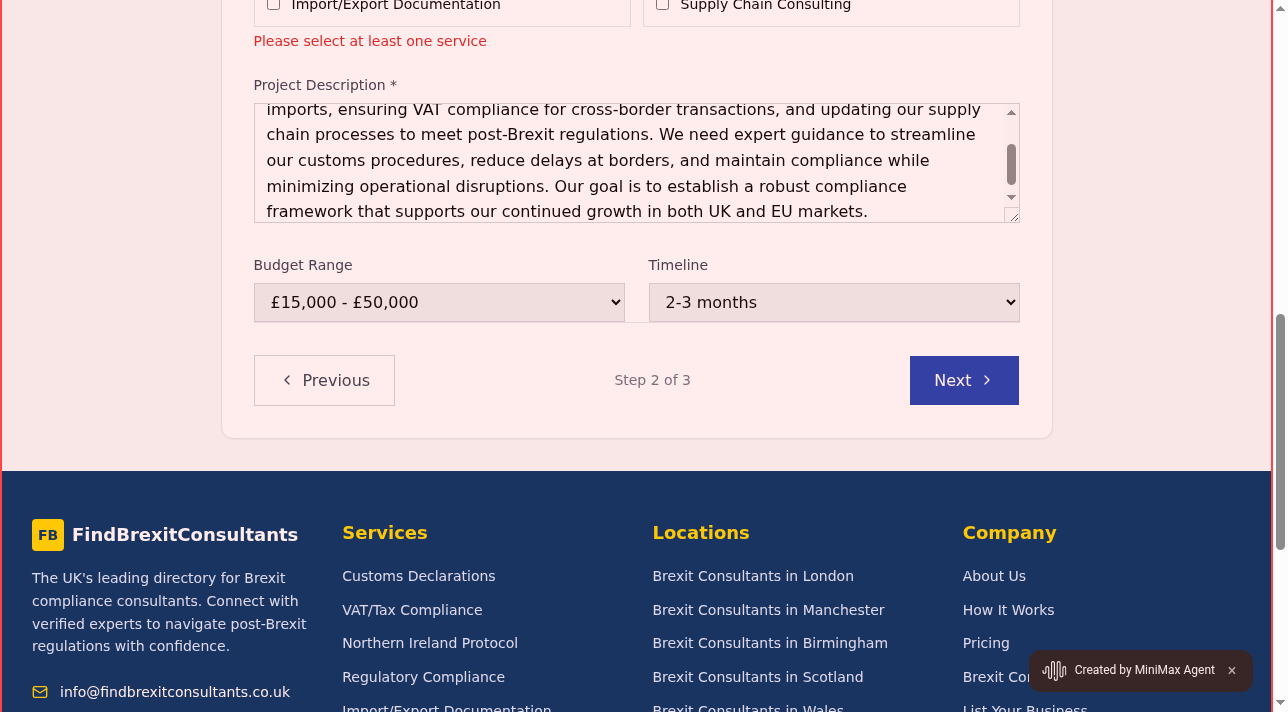 Import/Export Documentation
Supply Chain Consulting
Please select at least one service
Project Description *
imports, ensuring VAT compliance for cross-border transactions, and updating our supply
chain processes to meet post-Brexit regulations. We need expert guidance to streamline
our customs procedures, reduce delays at borders, and maintain compliance while
minimizing operational disruptions. Our goal is to establish a robust compliance
framework that supports our continued growth in both UK and EU markets.
Budget Range
Timeline
£15,000 - £50,000
2-3 months
Previous
Step 2 of 3
Next
FB FindBrexitConsultants
The UK's leading directory for Brexit
compliance consultants. Connect with
verified experts to navigate post-Brexit
regulations with confidence.
info@findbrexitconsultants.co.uk
Services
Customs Declarations
VAT/Tax Compliance
Northern Ireland Protocol
Regulatory Compliance
Import/Export Documentation
Locations
Brexit Consultants in London
Brexit Consultants in Manchester
Brexit Consultants in Birmingham
Brexit Consultants in Scotland
Brexit Consultants in Wales
Company
About Us
How It Works
Pricing
Brexit
List Your Business
Created by MiniMax Agent ×